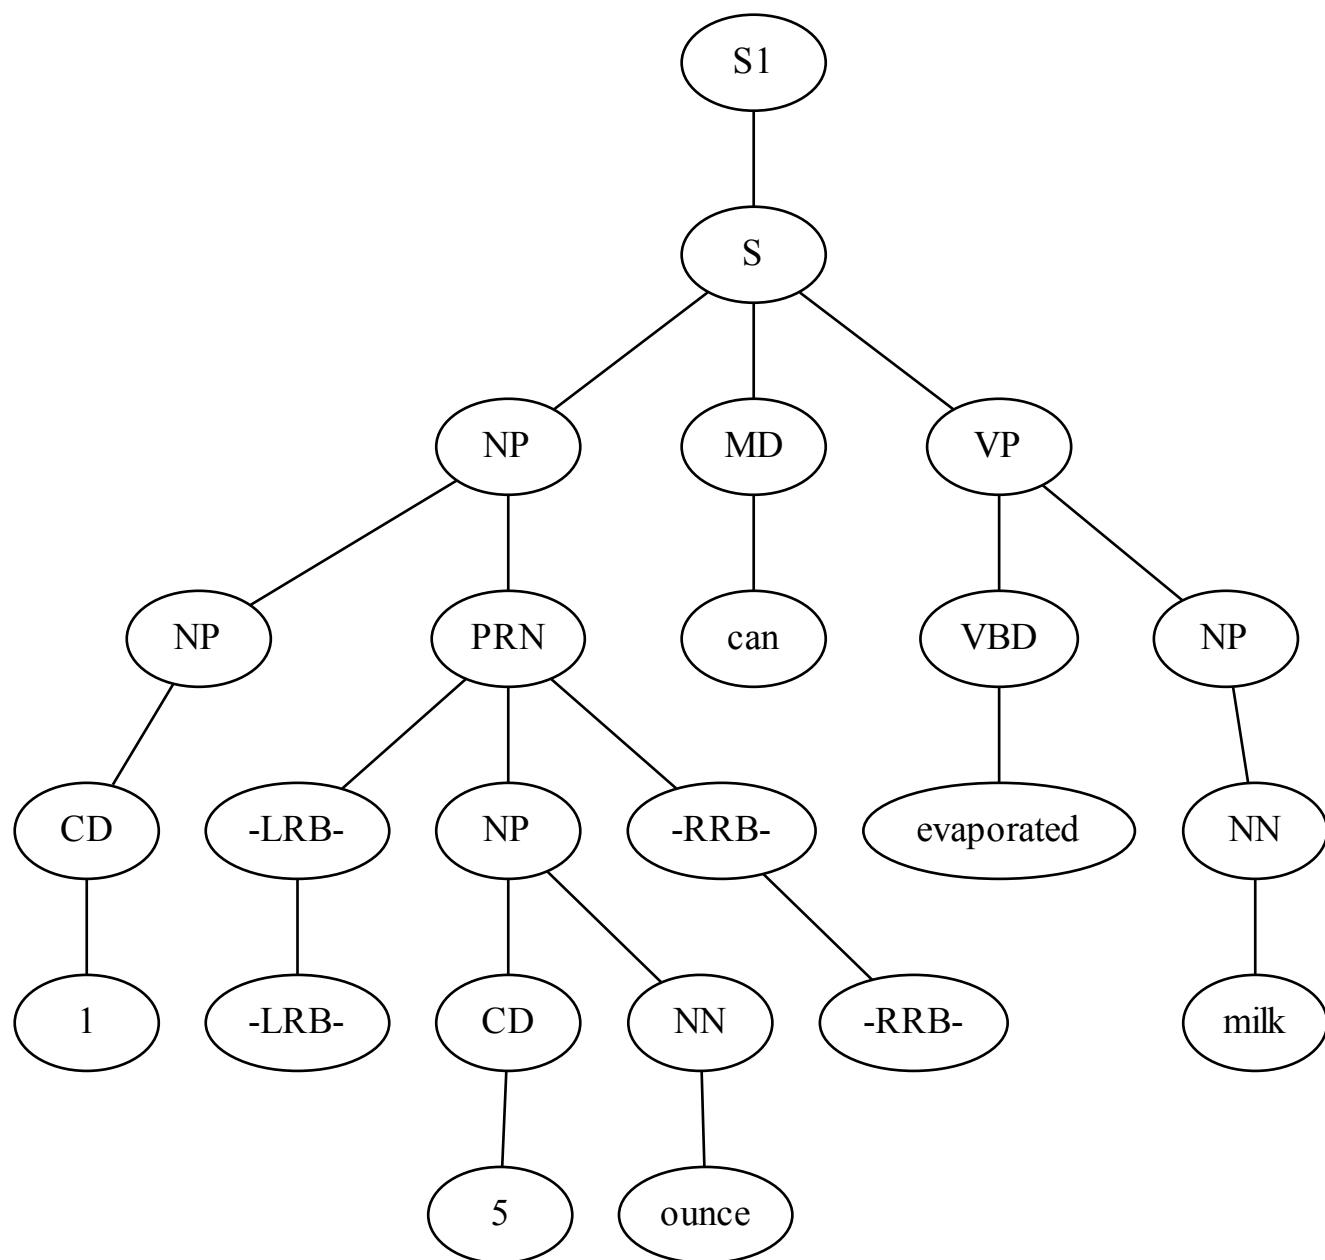 S1
S
NP MD VP
NP PRN can VBD NP
CD -LRB- NP -RRB- evaporated NN
1 -LRB- CD NN -RRB- milk
5 ounce